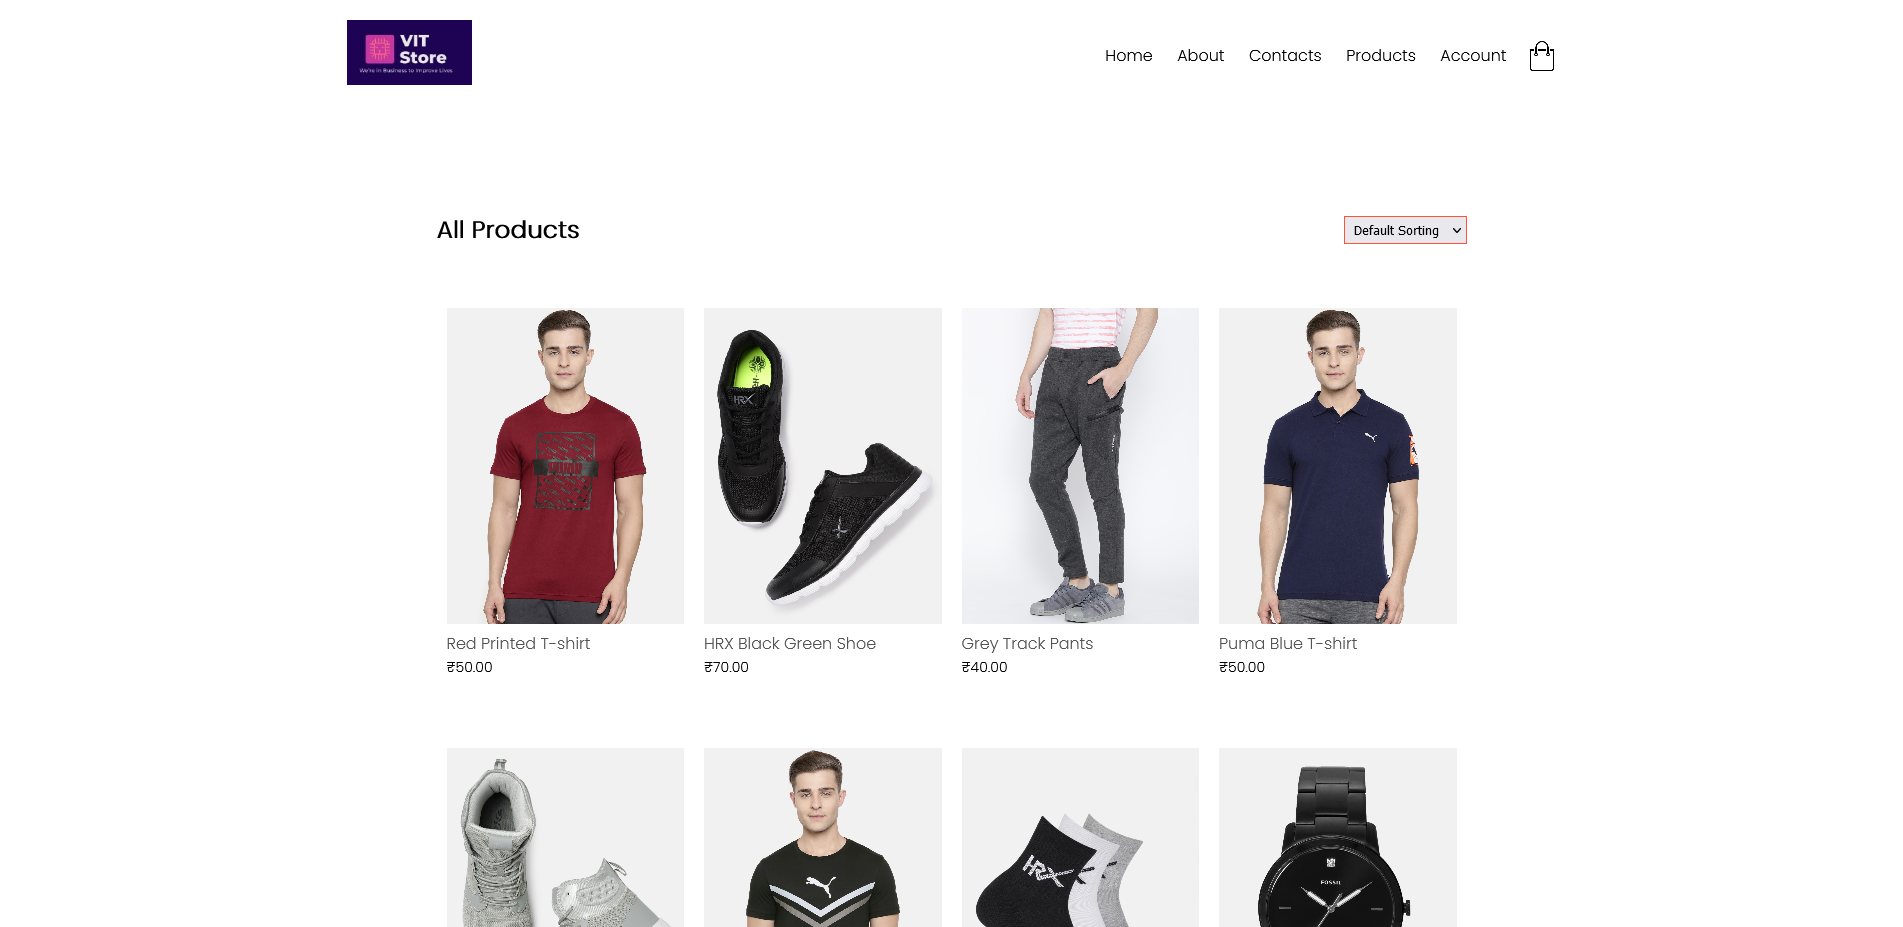 VIT
Store
We're in Business to Improve Lives
Home About Contacts Products Account
All Products
Default Sorting
HRX
Red Printed T-shirt
₹50.00
HRX Black Green Shoe
₹70.00
Grey Track Pants
₹40.00
Puma Blue T-shirt
₹50.00
HRX
FOSSIL